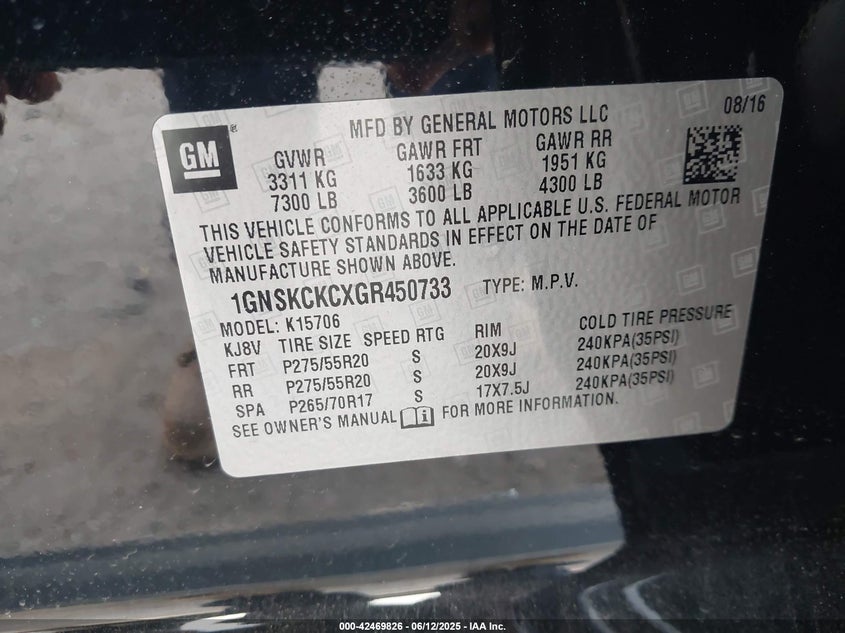 08/16
MFD BY GENERAL MOTORS LLC
GM
GVWR GAWR FRT GAWR RR
3311 KG 1633 KG 1951 KG
7300 LB 3600 LB 4300 LB
THIS VEHICLE CONFORMS TO ALL APPLICABLE U.S. FEDERAL MOTOR
VEHICLE SAFETY STANDARDS IN EFFECT ON THE DATE OF
MANUFACTURE SHOWN ABOVE.
1GNSKCKCXGR450733 TYPE: M.P.V.
MODEL: K15706
KJ8V TIRE SIZE SPEED RTG RIM COLD TIRE PRESSURE
FRT P275/55R20 S 20X9J 240KPA(35PSI)
RR P275/55R20 S 20X9J 240KPA(35PSI)
SPA P265/70R17 S 17X7.5J 240KPA(35PSI)
SEE OWNER'S MANUAL FOR MORE INFORMATION.
000-42469826 - 06/12/2025 - IAA Inc.